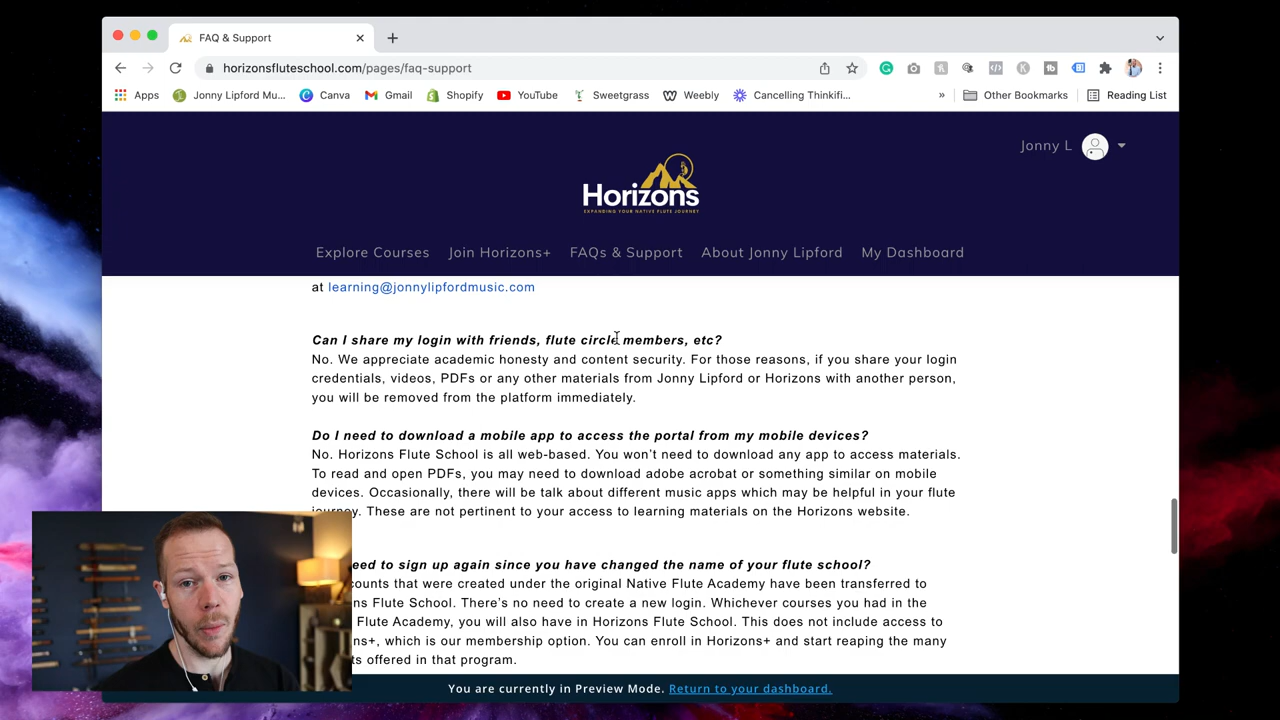 FAQ & Support
horizonsfluteschool.com/pages/faq-support
Apps Jonny Lipford Mu... Canva Gmail Shopify YouTube Sweetgrass Weebly Cancelling Thinkifi... » Other Bookmarks Reading List
Jonny L
Horizons
EXPANDING YOUR NATIVE FLUTE JOURNEY
Explore Courses Join Horizons+ FAQs & Support About Jonny Lipford My Dashboard
at learning@jonnylipfordmusic.com
Can I share my login with friends, flute circle members, etc?
No. We appreciate academic honesty and content security. For those reasons, if you share your login
credentials, videos, PDFs or any other materials from Jonny Lipford or Horizons with another person,
you will be removed from the platform immediately.
Do I need to download a mobile app to access the portal from my mobile devices?
No. Horizons Flute School is all web-based. You won't need to download any app to access materials.
To read and open PDFs, you may need to download adobe acrobat or something similar on mobile
devices. Occasionally, there will be talk about different music apps which may be helpful in your flute
journey. These are not pertinent to your access to learning materials on the Horizons website.
eed to sign up again since you have changed the name of your flute school?
counts that were created under the original Native Flute Academy have been transferred to
ns Flute School. There's no need to create a new login. Whichever courses you had in the
Flute Academy, you will also have in Horizons Flute School. This does not include access to
ns+, which is our membership option. You can enroll in Horizons+ and start reaping the many
ts offered in that program.
You are currently in Preview Mode. Return to your dashboard.